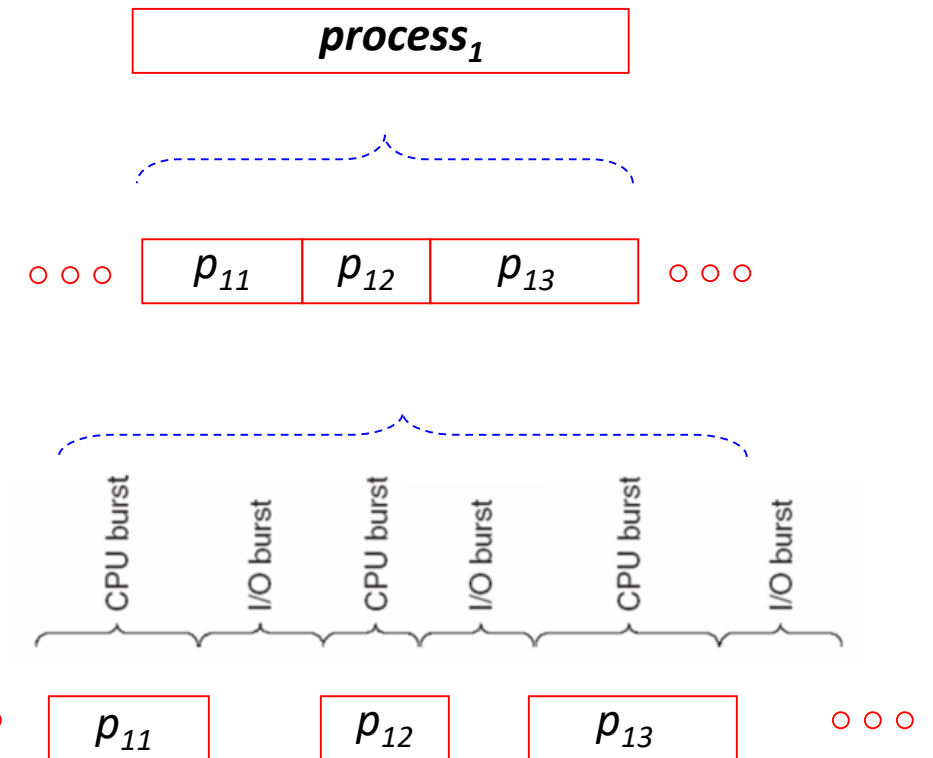 process₁
p₁₁ p₁₂ p₁₃
CPU burst I/O burst CPU burst I/O burst CPU burst I/O burst
p₁₁ p₁₂ p₁₃